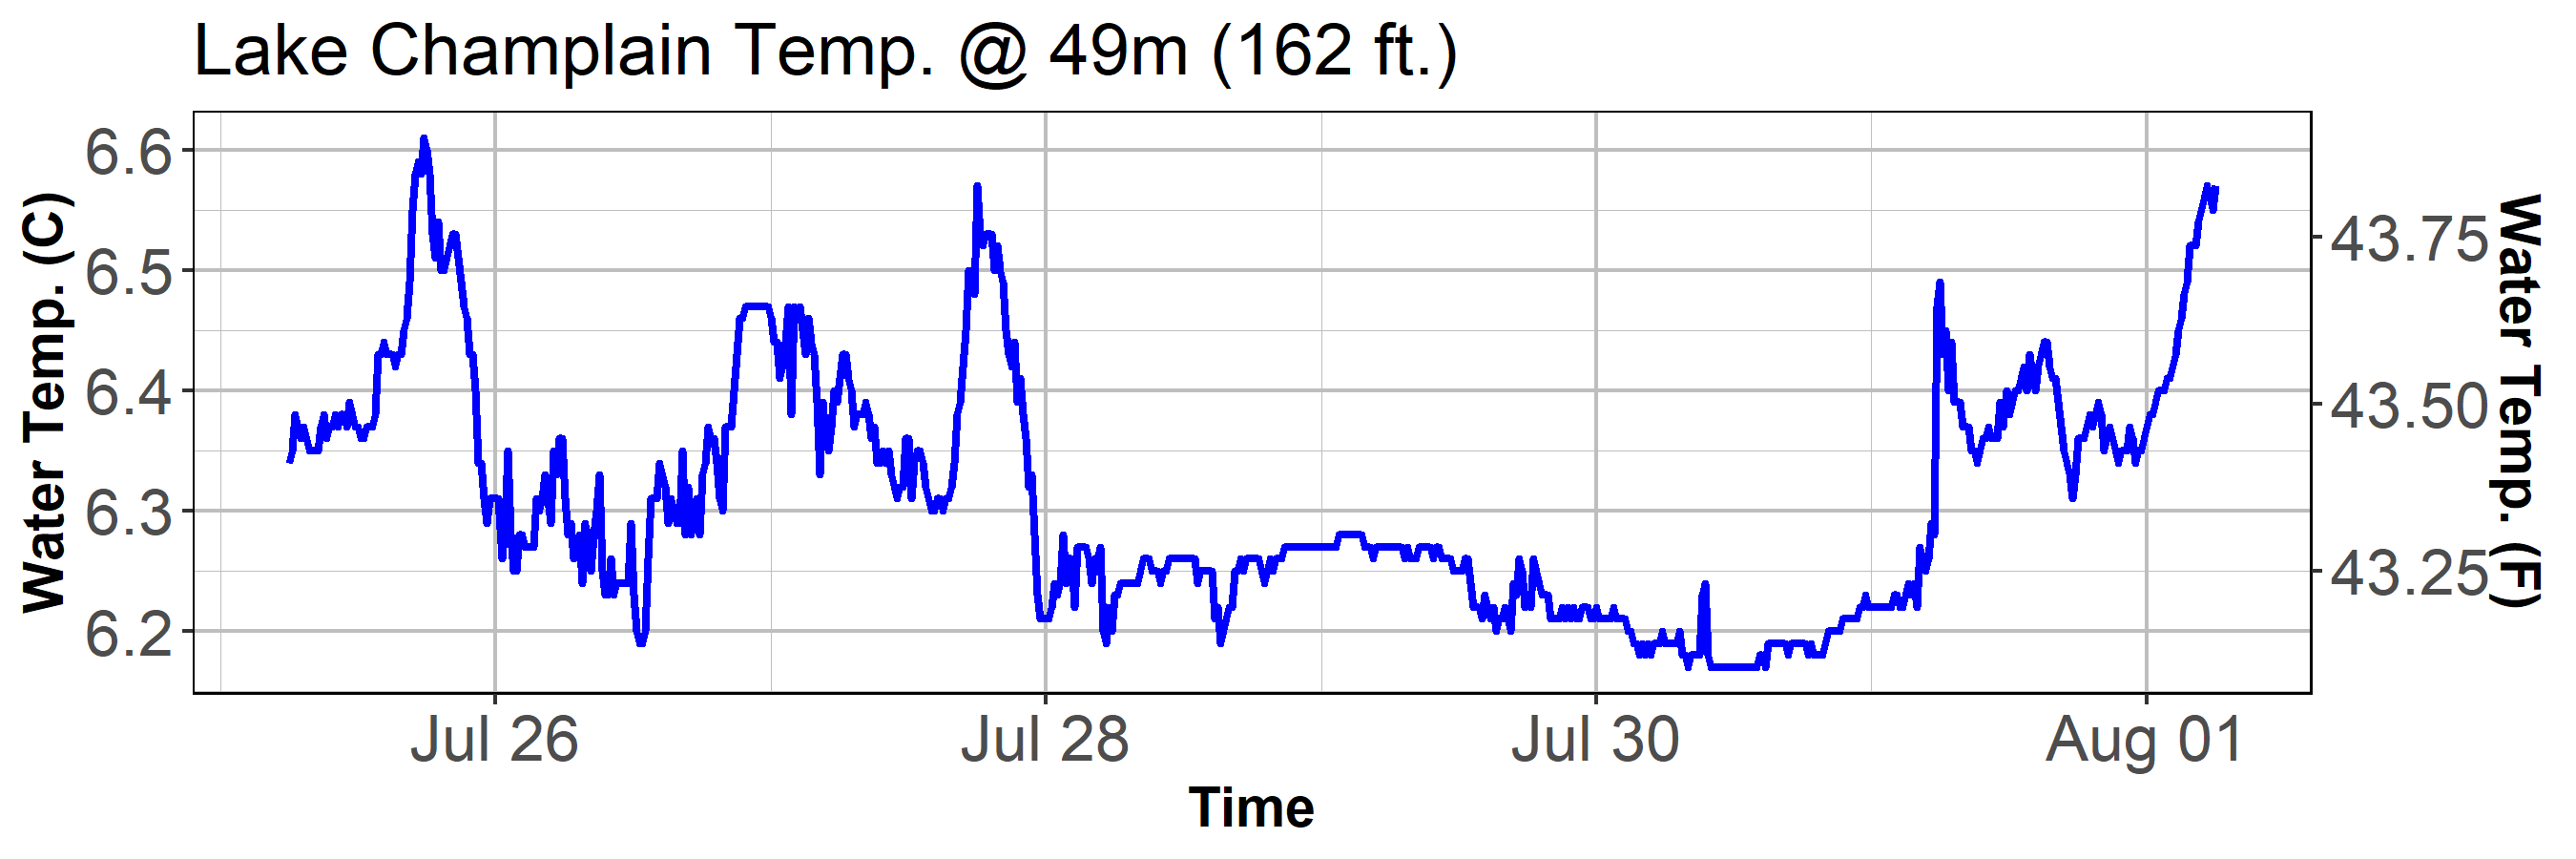 Lake Champlain Temp. @ 49m (162 ft.)
Water Temp. (C)
6.6
6.5
6.4
6.3
6.2
43.75
43.50
43.25
Water Temp. (F)
Jul 26
Jul 28
Jul 30
Aug 01
Time